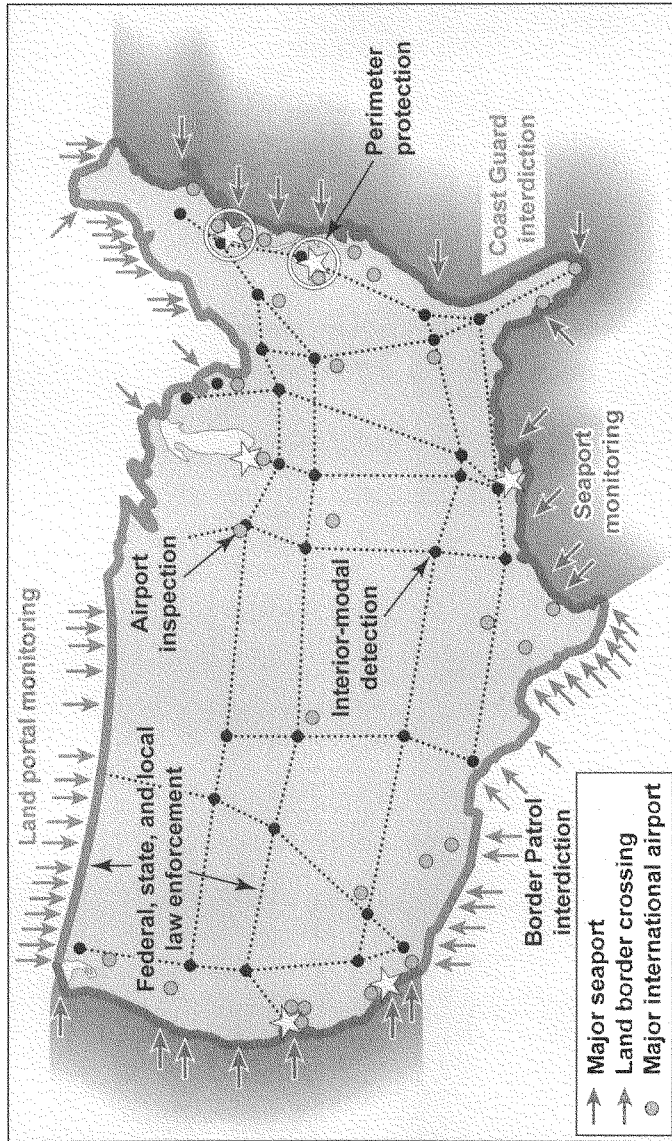 Land portal monitoring
Federal, state, and local
law enforcement
Airport
inspection
Interior-modal
detection
Perimeter
protection
Coast Guard
interdiction
Seaport
monitoring
Border Patrol
interdiction
Major seaport
Land border crossing
Major international airport